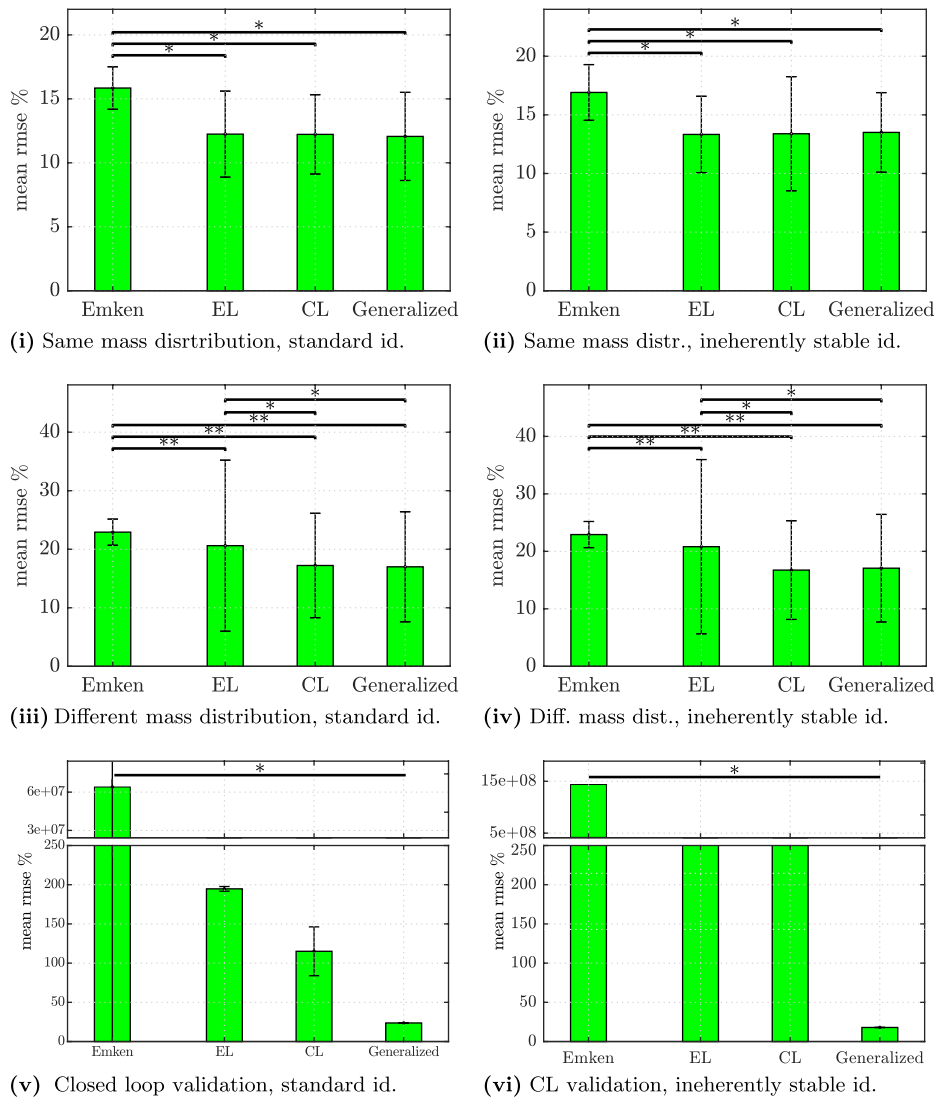 20
15
10
5
0
mean rmse %
*
*
*
Emken EL CL Generalized
(i) Same mass disrtribution, standard id.
20
15
10
5
0
mean rmse %
*
*
*
Emken EL CL Generalized
(ii) Same mass distr., ineherently stable id.
40
30
20
10
0
mean rmse %
*
*
**
**
**
Emken EL CL Generalized
(iii) Different mass distribution, standard id.
40
30
20
10
0
mean rmse %
*
*
**
**
**
Emken EL CL Generalized
(iv) Diff. mass dist., ineherently stable id.
6e+07
3e+07
*
250
200
150
100
50
0
mean rmse %
Emken EL CL Generalized
(v) Closed loop validation, standard id.
15e+08
5e+08
*
250
200
150
100
50
0
mean rmse %
Emken EL CL Generalized
(vi) CL validation, ineherently stable id.